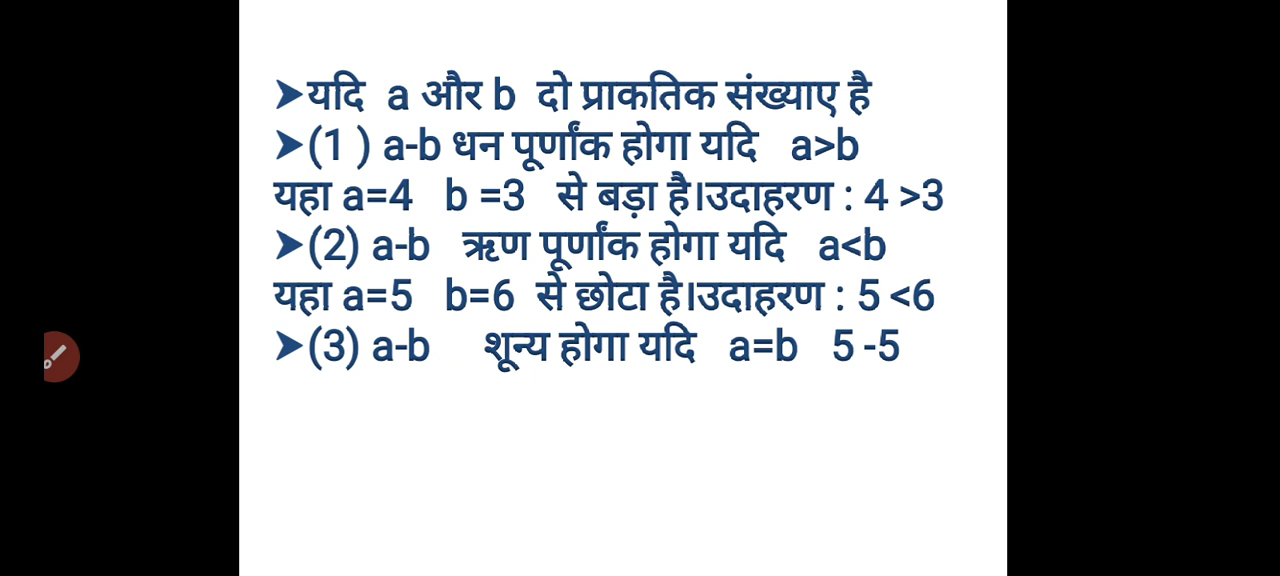 ➤यदि a और b दो प्राकतिक संख्याए है
➤(1 ) a-b धन पूर्णांक होगा यदि a>b
यहा a=4 b =3 से बड़ा है।उदाहरण : 4 >3
➤(2) a-b ऋण पूर्णांक होगा यदि a<b
यहा a=5 b=6 से छोटा है।उदाहरण : 5 <6
➤(3) a-b शून्य होगा यदि a=b 5 -5